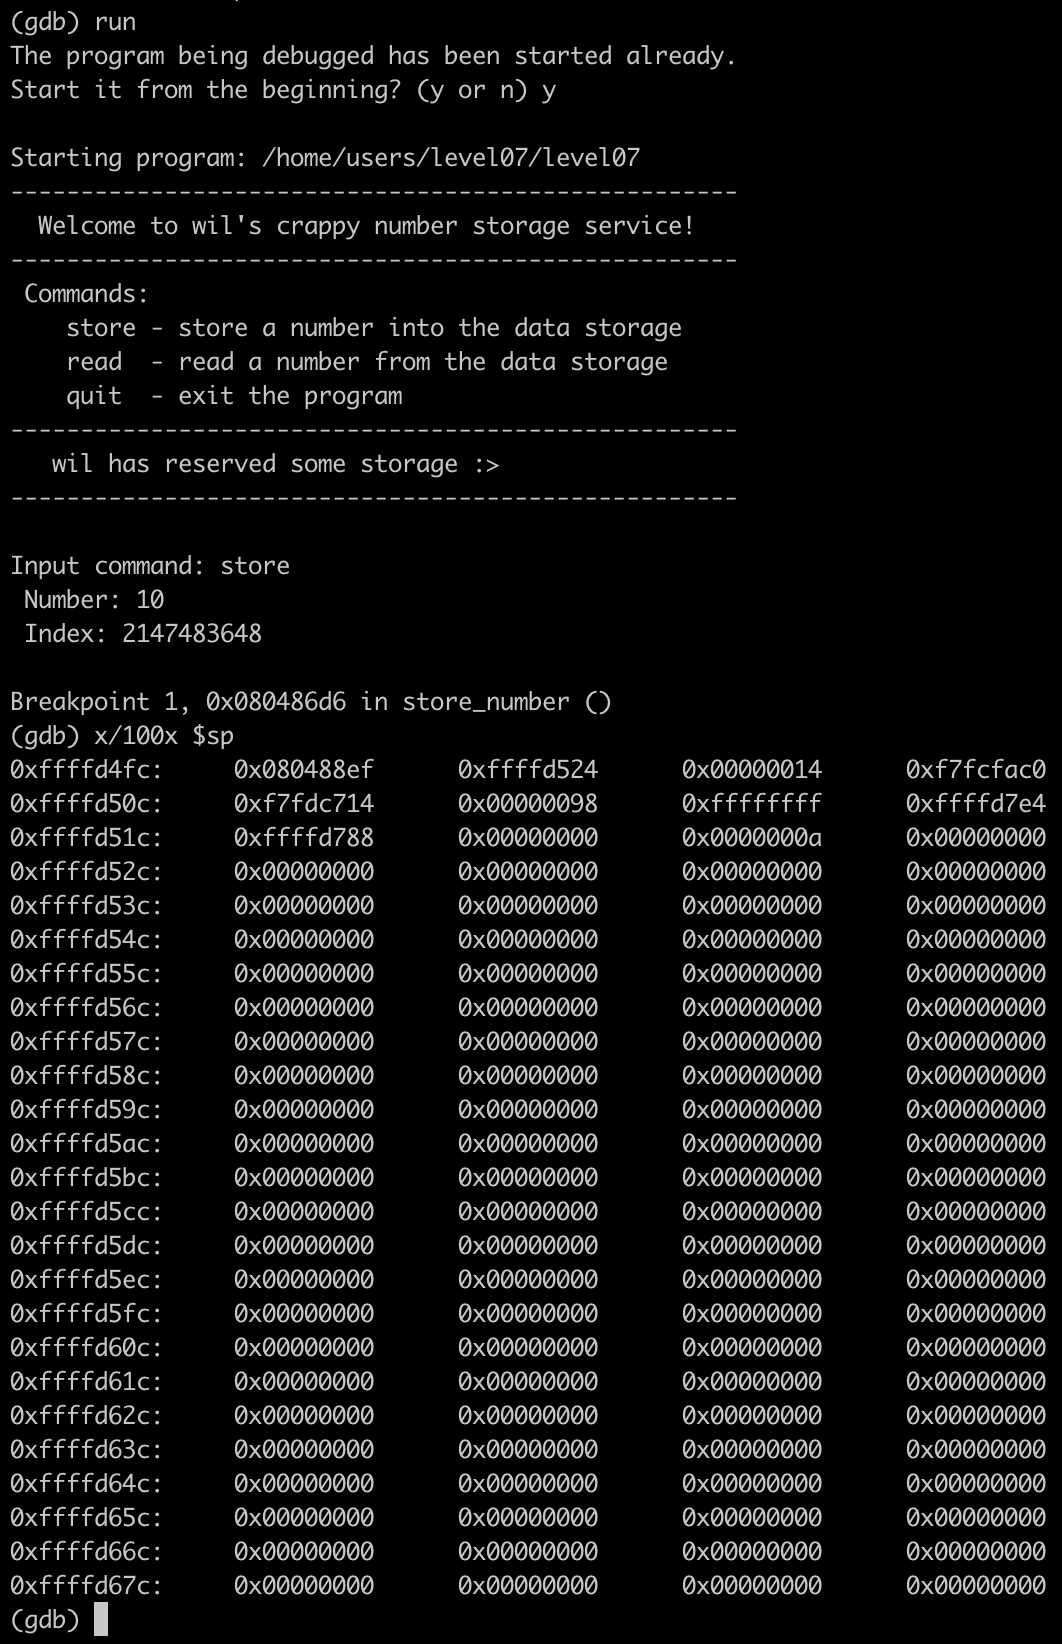 (gdb) run
The program being debugged has been started already.
Start it from the beginning? (y or n) y
Starting program: /home/users/level07/level07
----------------------------------------------------
  Welcome to wil's crappy number storage service!
----------------------------------------------------
 Commands:
    store - store a number into the data storage
    read  - read a number from the data storage
    quit  - exit the program
----------------------------------------------------
   wil has reserved some storage :>
----------------------------------------------------
Input command: store
 Number: 10
 Index: 2147483648
Breakpoint 1, 0x080486d6 in store_number ()
(gdb) x/100x $sp
0xffffd4fc:     0x080488ef      0xffffd524      0x00000014      0xf7fcfac0
0xffffd50c:     0xf7fdc714      0x00000098      0xffffffff      0xffffd7e4
0xffffd51c:     0xffffd788      0x00000000      0x0000000a      0x00000000
0xffffd52c:     0x00000000      0x00000000      0x00000000      0x00000000
0xffffd53c:     0x00000000      0x00000000      0x00000000      0x00000000
0xffffd54c:     0x00000000      0x00000000      0x00000000      0x00000000
0xffffd55c:     0x00000000      0x00000000      0x00000000      0x00000000
0xffffd56c:     0x00000000      0x00000000      0x00000000      0x00000000
0xffffd57c:     0x00000000      0x00000000      0x00000000      0x00000000
0xffffd58c:     0x00000000      0x00000000      0x00000000      0x00000000
0xffffd59c:     0x00000000      0x00000000      0x00000000      0x00000000
0xffffd5ac:     0x00000000      0x00000000      0x00000000      0x00000000
0xffffd5bc:     0x00000000      0x00000000      0x00000000      0x00000000
0xffffd5cc:     0x00000000      0x00000000      0x00000000      0x00000000
0xffffd5dc:     0x00000000      0x00000000      0x00000000      0x00000000
0xffffd5ec:     0x00000000      0x00000000      0x00000000      0x00000000
0xffffd5fc:     0x00000000      0x00000000      0x00000000      0x00000000
0xffffd60c:     0x00000000      0x00000000      0x00000000      0x00000000
0xffffd61c:     0x00000000      0x00000000      0x00000000      0x00000000
0xffffd62c:     0x00000000      0x00000000      0x00000000      0x00000000
0xffffd63c:     0x00000000      0x00000000      0x00000000      0x00000000
0xffffd64c:     0x00000000      0x00000000      0x00000000      0x00000000
0xffffd65c:     0x00000000      0x00000000      0x00000000      0x00000000
0xffffd66c:     0x00000000      0x00000000      0x00000000      0x00000000
0xffffd67c:     0x00000000      0x00000000      0x00000000      0x00000000
(gdb)